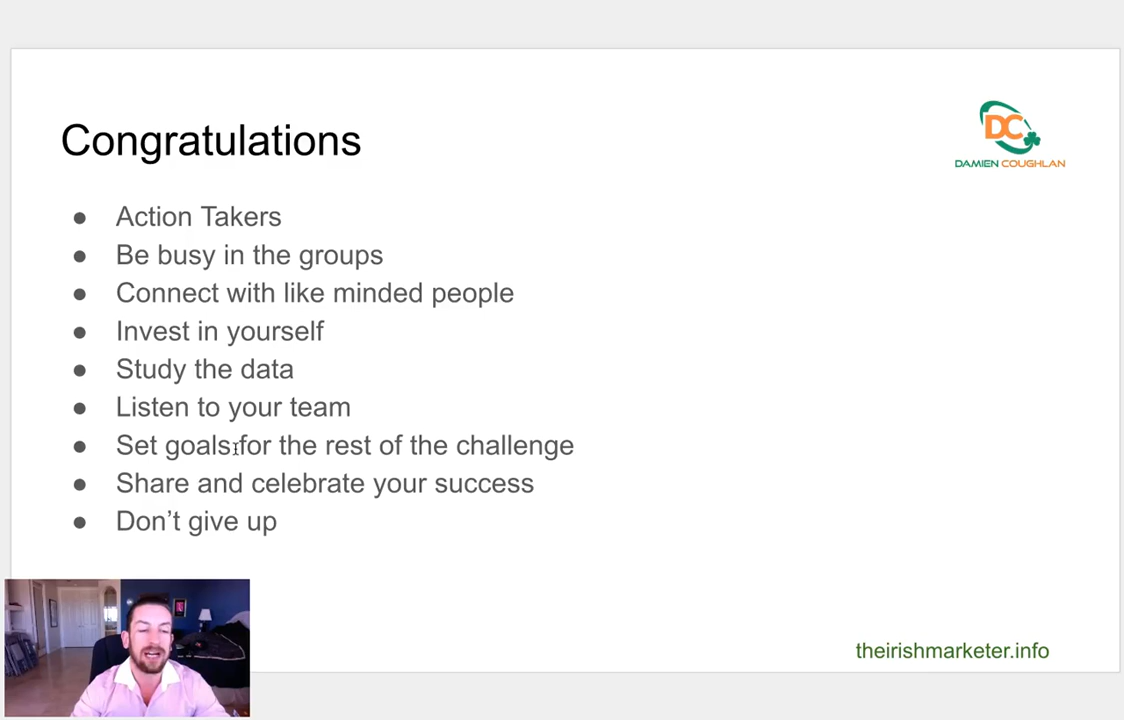 Congratulations
DC
DAMIEN COUGHLAN
● Action Takers
● Be busy in the groups
● Connect with like minded people
● Invest in yourself
● Study the data
● Listen to your team
● Set goals for the rest of the challenge
● Share and celebrate your success
● Don’t give up
theirishmarketer.info